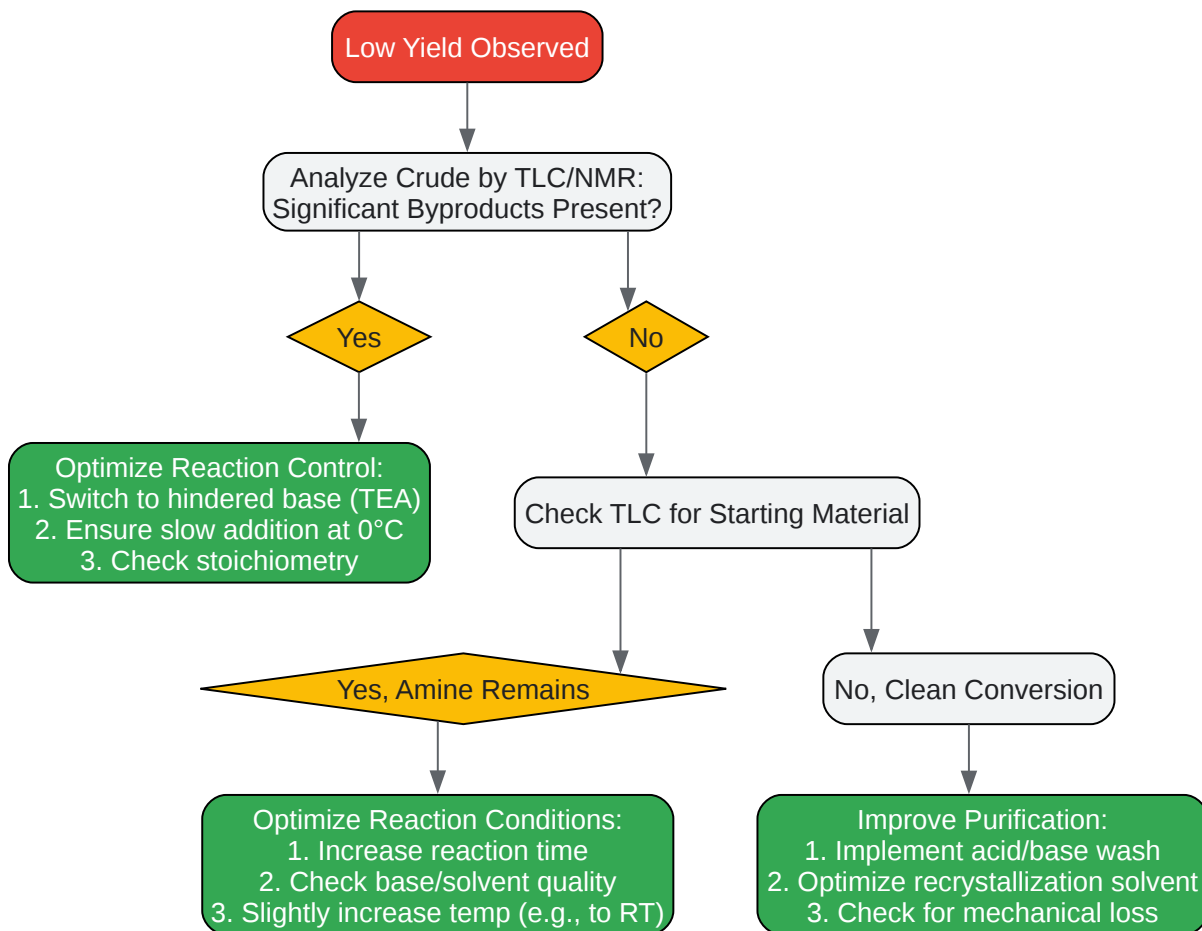 Low Yield Observed
Analyze Crude by TLC/NMR:
Significant Byproducts Present?
Yes
No
Optimize Reaction Control:
1. Switch to hindered base (TEA)
2. Ensure slow addition at 0°C
3. Check stoichiometry
Check TLC for Starting Material
Yes, Amine Remains
No, Clean Conversion
Optimize Reaction Conditions:
1. Increase reaction time
2. Check base/solvent quality
3. Slightly increase temp (e.g., to RT)
Improve Purification:
1. Implement acid/base wash
2. Optimize recrystallization solvent
3. Check for mechanical loss